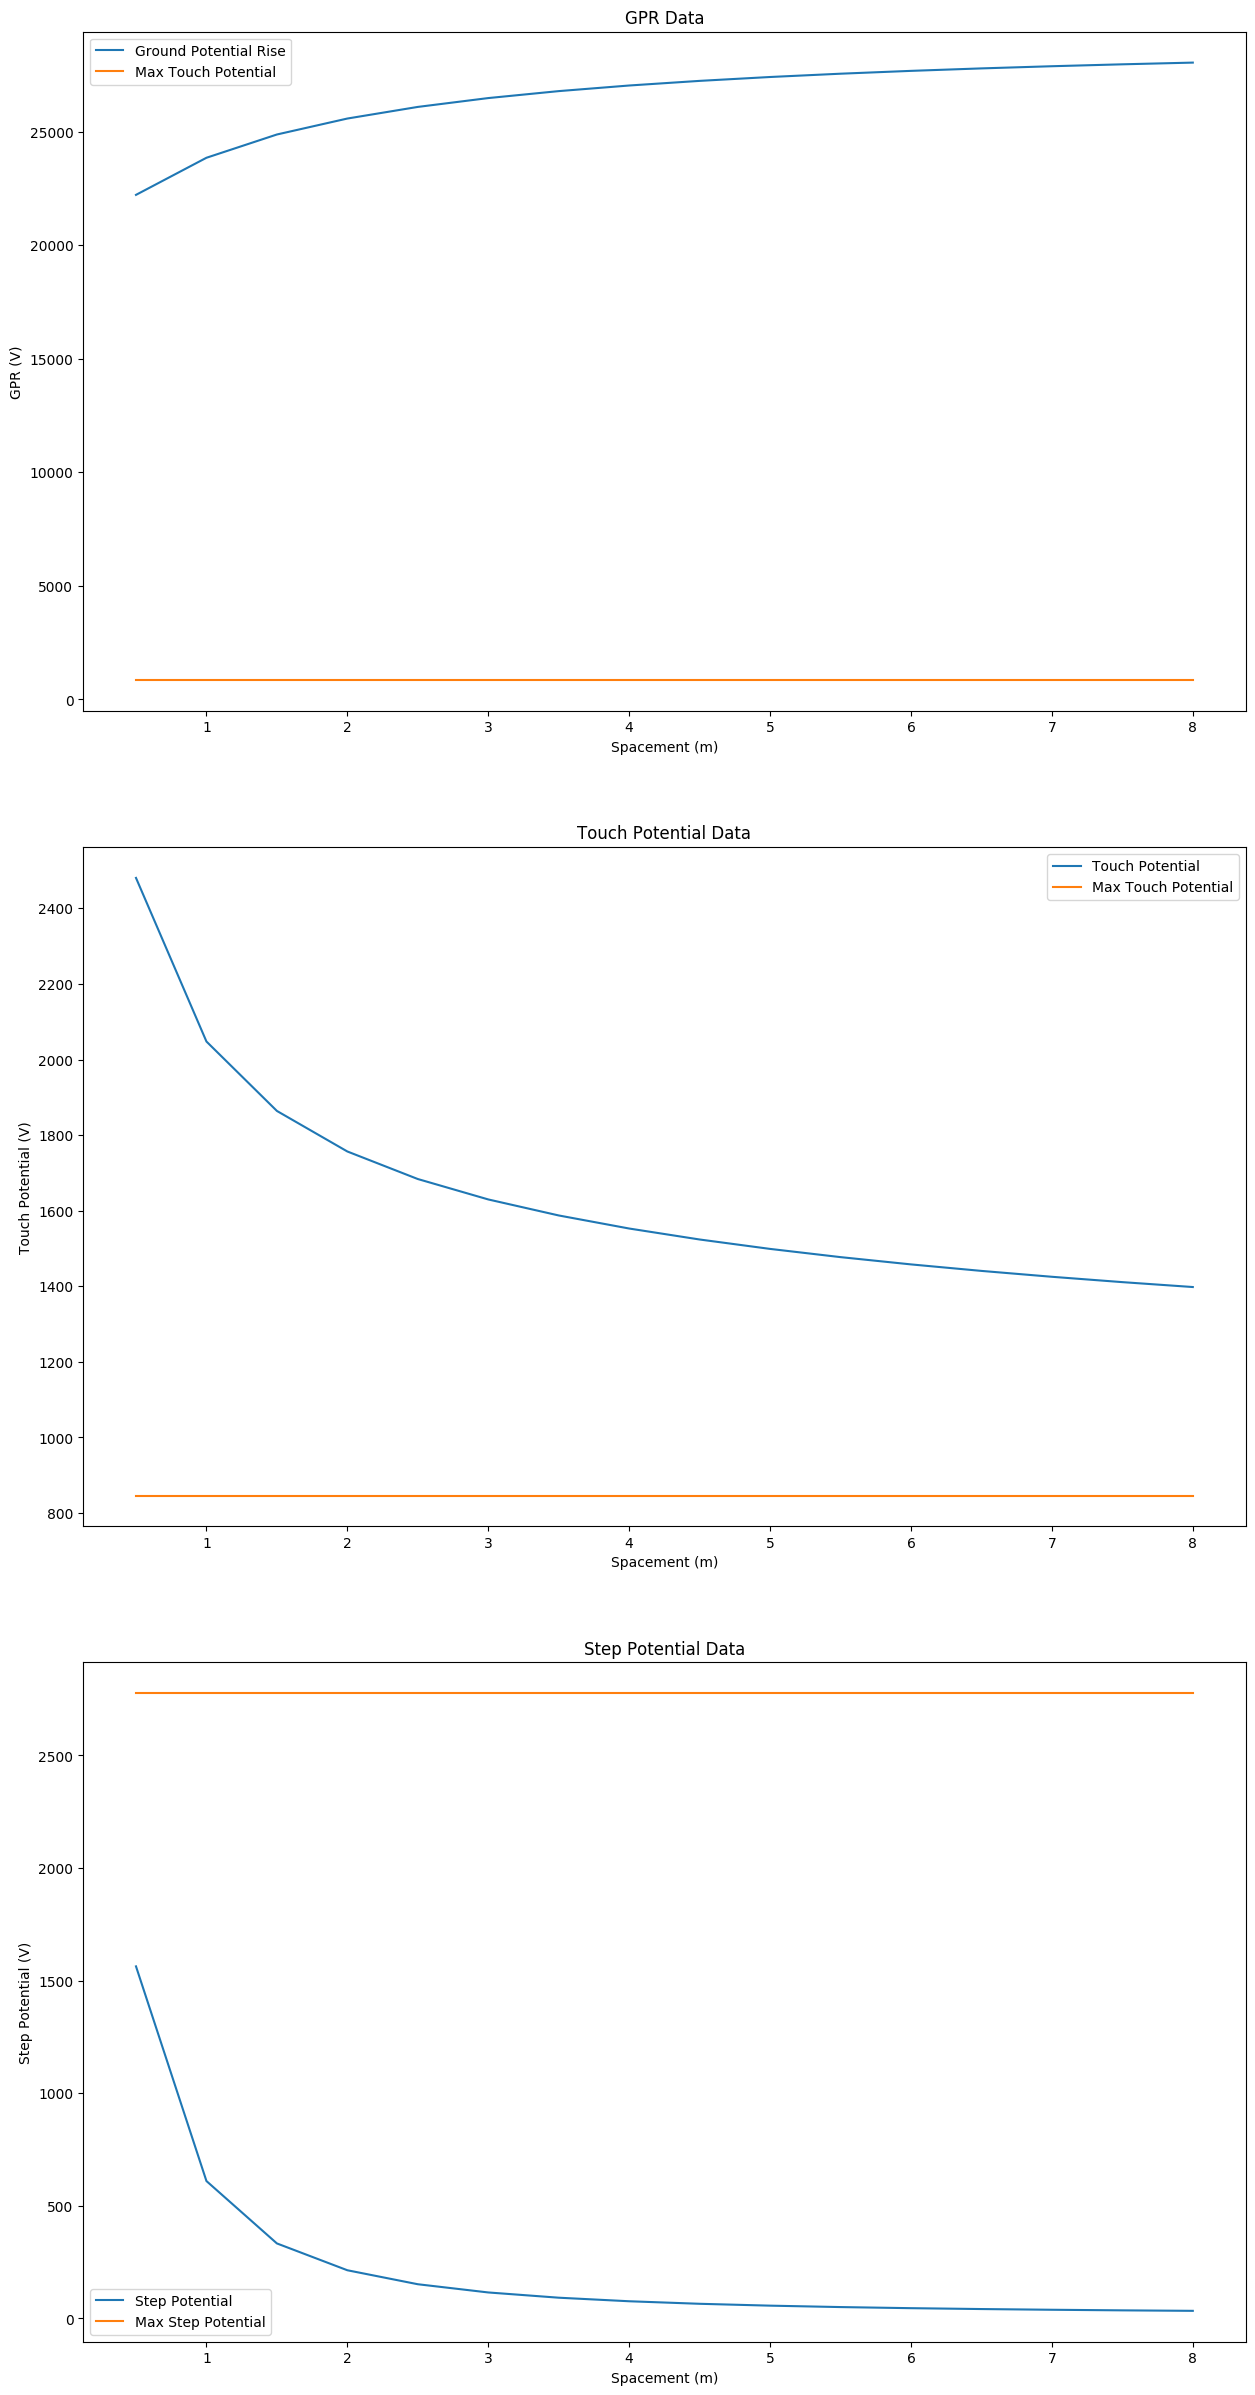 GPR Data
Ground Potential Rise
Max Touch Potential
GPR (V)
25000
20000
15000
10000
5000
0
1 2 3 4 5 6 7 8
Spacement (m)
Touch Potential Data
Touch Potential
Max Touch Potential
Touch Potential (V)
2400
2200
2000
1800
1600
1400
1200
1000
800
1 2 3 4 5 6 7 8
Spacement (m)
Step Potential Data
Step Potential (V)
2500
2000
1500
1000
500
0
Step Potential
Max Step Potential
1 2 3 4 5 6 7 8
Spacement (m)